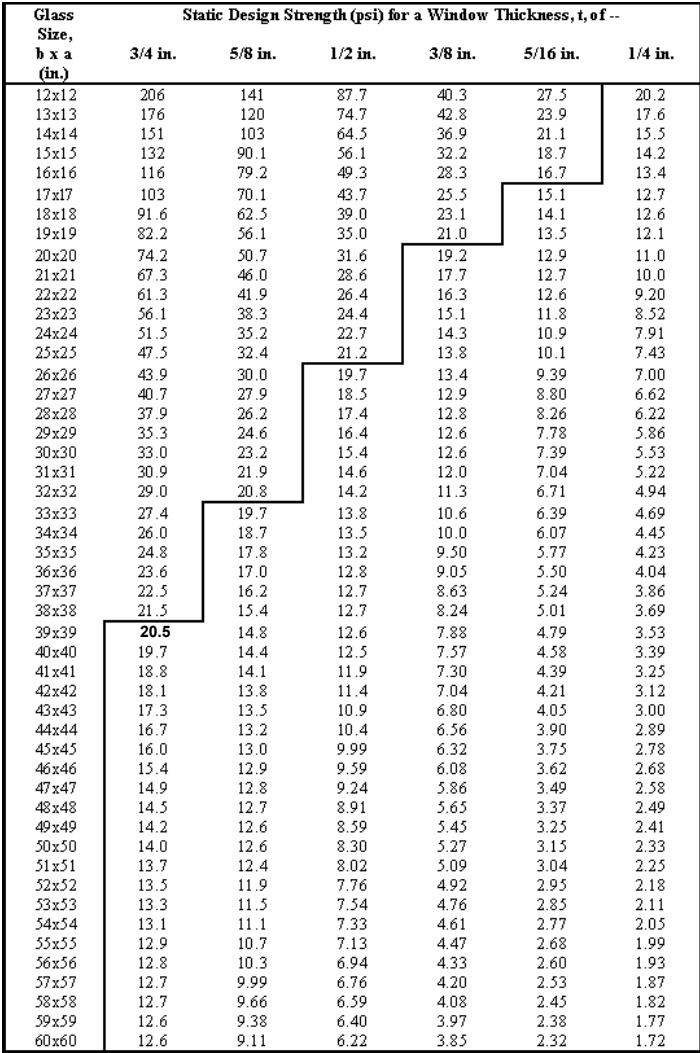 Glass Size, b x a (in.) Static Design Strength (psi) for a Window Thickness, t, of --
3/4 in. 5/8 in. 1/2 in. 3/8 in. 5/16 in. 1/4 in.
12x12 206 141 87.7 40.3 27.5 20.2
13x13 176 120 74.7 42.8 23.9 17.6
14x14 151 103 64.5 36.9 21.1 15.5
15x15 132 90.1 56.1 32.2 18.7 14.2
16x16 116 79.2 49.3 28.3 16.7 13.4
17x17 103 70.1 43.7 25.5 15.1 12.7
18x18 91.6 62.5 39.0 23.1 14.1 12.6
19x19 82.2 56.1 35.0 21.0 13.5 12.1
20x20 74.2 50.7 31.6 19.2 12.9 11.0
21x21 67.3 46.0 28.6 17.7 12.7 10.0
22x22 61.3 41.9 26.4 16.3 12.6 9.20
23x23 56.1 38.3 24.4 15.1 11.8 8.52
24x24 51.5 35.2 22.7 14.3 10.9 7.91
25x25 47.5 32.4 21.2 13.8 10.1 7.43
26x26 43.9 30.0 19.7 13.4 9.39 7.00
27x27 40.7 27.9 18.5 12.9 8.80 6.62
28x28 37.9 26.2 17.4 12.8 8.26 6.22
29x29 35.3 24.6 16.4 12.6 7.78 5.86
30x30 33.0 23.2 15.4 12.6 7.39 5.53
31x31 30.9 21.9 14.6 12.0 7.04 5.22
32x32 29.0 20.8 14.2 11.3 6.71 4.94
33x33 27.4 19.7 13.8 10.6 6.39 4.69
34x34 26.0 18.7 13.5 10.0 6.07 4.45
35x35 24.8 17.8 13.2 9.50 5.77 4.23
36x36 23.6 17.0 12.8 9.05 5.50 4.04
37x37 22.5 16.2 12.7 8.63 5.24 3.86
38x38 21.5 15.4 12.7 8.24 5.01 3.69
39x39 20.5 14.8 12.6 7.88 4.79 3.53
40x40 19.7 14.4 12.5 7.57 4.58 3.39
41x41 18.8 14.1 11.9 7.30 4.39 3.25
42x42 18.1 13.8 11.4 7.04 4.21 3.12
43x43 17.3 13.5 10.9 6.80 4.05 3.00
44x44 16.7 13.2 10.4 6.56 3.90 2.89
45x45 16.0 13.0 9.99 6.32 3.75 2.78
46x46 15.4 12.9 9.59 6.08 3.62 2.68
47x47 14.9 12.8 9.24 5.86 3.49 2.58
48x48 14.5 12.7 8.91 5.65 3.37 2.49
49x49 14.2 12.6 8.59 5.45 3.25 2.41
50x50 14.0 12.6 8.30 5.27 3.15 2.33
51x51 13.7 12.4 8.02 5.09 3.04 2.25
52x52 13.5 11.9 7.76 4.92 2.95 2.18
53x53 13.3 11.5 7.54 4.76 2.85 2.11
54x54 13.1 11.1 7.33 4.61 2.77 2.05
55x55 12.9 10.7 7.13 4.47 2.68 1.99
56x56 12.8 10.3 6.94 4.33 2.60 1.93
57x57 12.7 9.99 6.76 4.20 2.53 1.87
58x58 12.7 9.66 6.59 4.08 2.45 1.82
59x59 12.6 9.38 6.40 3.97 2.38 1.77
60x60 12.6 9.11 6.22 3.85 2.32 1.72